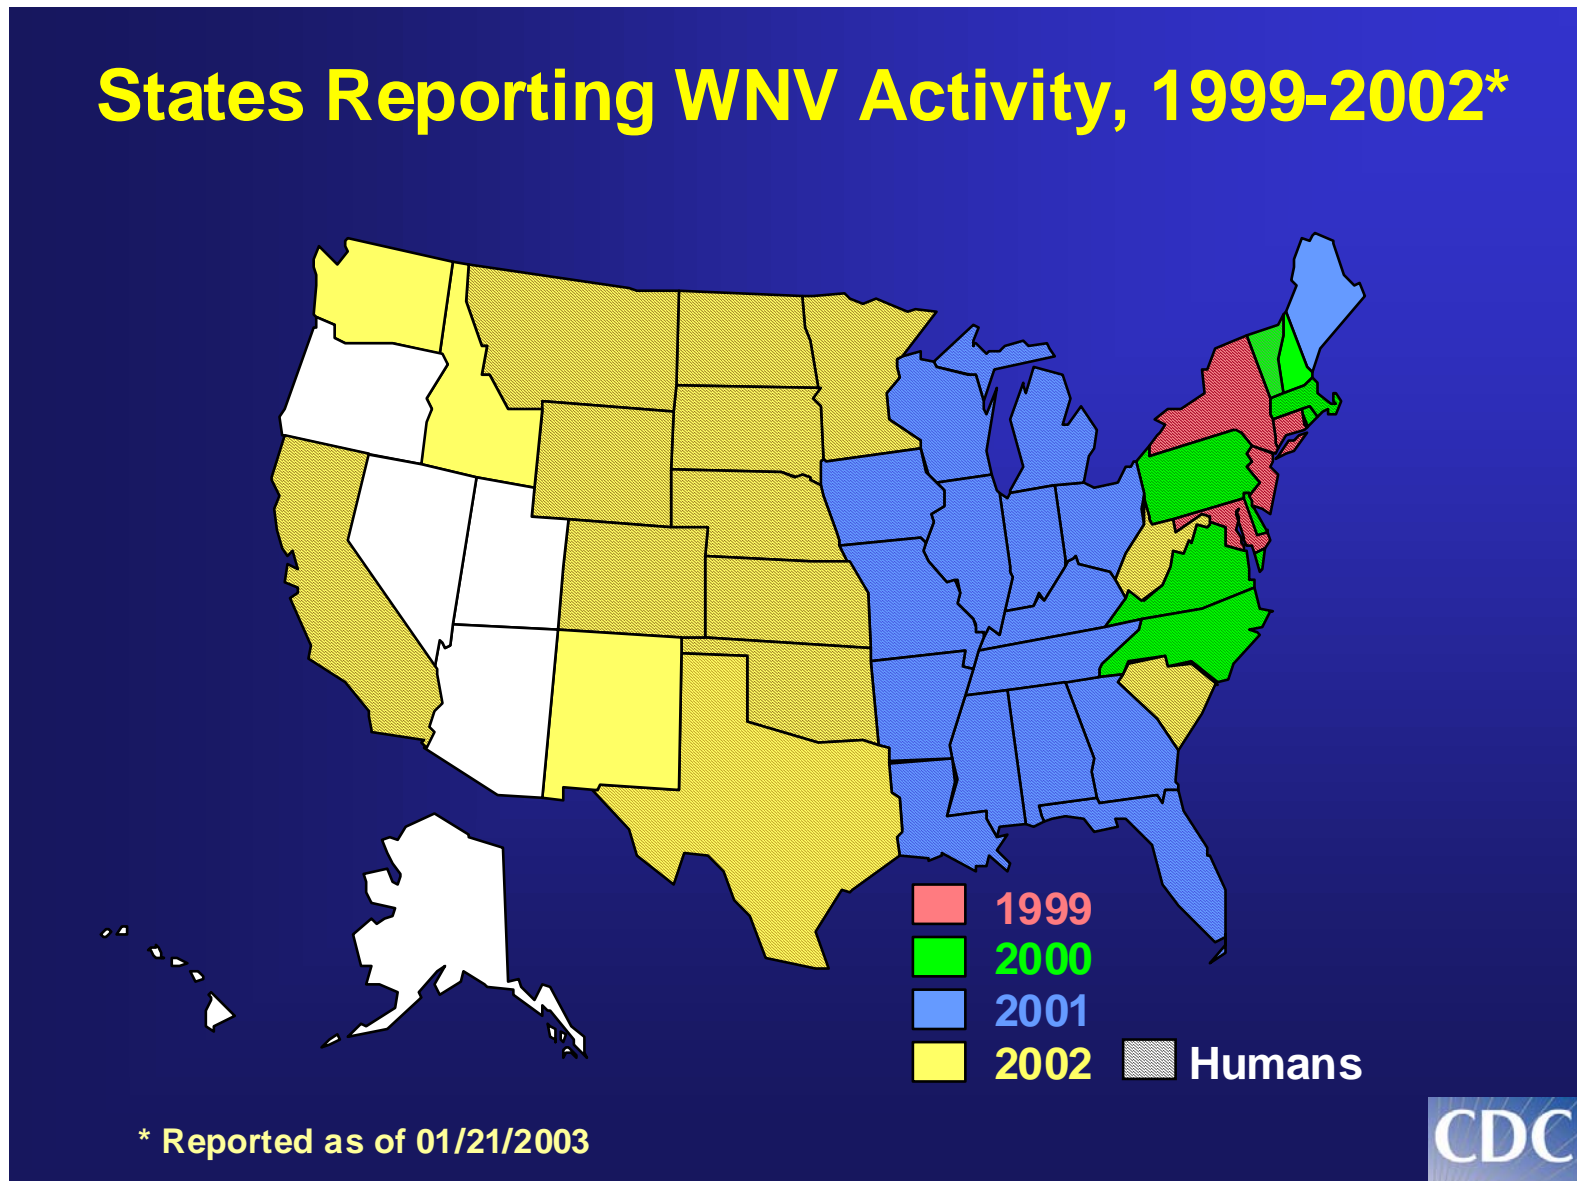 States Reporting WNV Activity, 1999-2002*
1999
2000
2001
2002
Humans
* Reported as of 01/21/2003
CDC